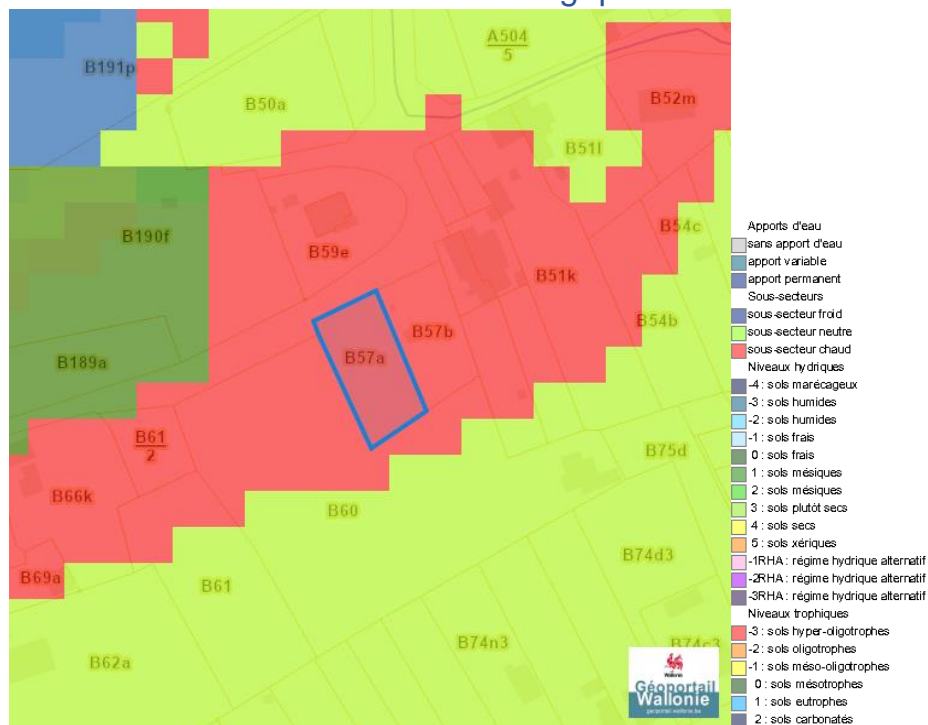 A504
5
B191p
B50a
B52m
B51l
B190f
B59e
B54c
B51k
B57b
B54b
B57a
B189a
B61
2
B75d
B66k
B60
B74d3
B69a
B61
B74n3
B74c3
B62a
Wallonie
Géoportail
Wallonie
geoportail.wallonie.be
Apports d'eau
sans apport d'eau
apport variable
apport permanent
Sous-secteurs
sous-secteur froid
sous-secteur neutre
sous-secteur chaud
Niveaux hydriques
-4 : sols marécageux
-3 : sols humides
-2 : sols humides
-1 : sols frais
0 : sols frais
1 : sols mésiques
2 : sols mésiques
3 : sols plutôt secs
4 : sols secs
5 : sols xériques
-1RHA : régime hydrique alternatif
-2RHA : régime hydrique alternatif
-3RHA : régime hydrique alternatif
Niveaux trophiques
-3 : sols hyper-oligotrophes
-2 : sols oligotrophes
-1 : sols méso-oligotrophes
0 : sols mésotrophes
1 : sols eutrophes
2 : sols carbonatés